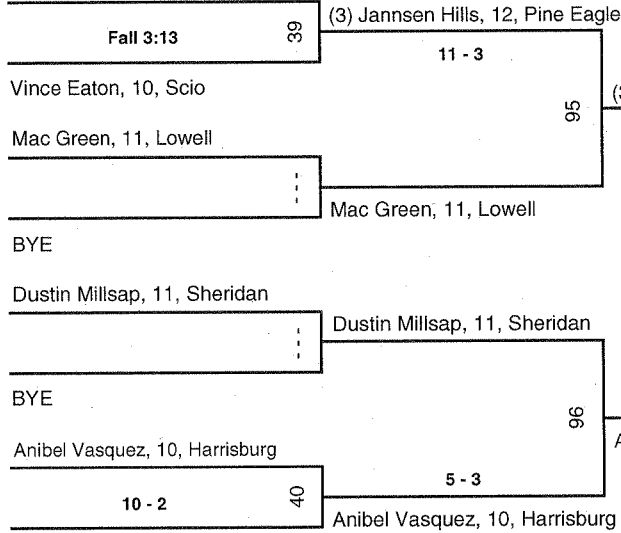 (3) Jannsen Hills, 12, Pine Eagle
Fall 3:13
39
11 - 3
Vince Eaton, 10, Scio
(3
95
Mac Green, 11, Lowell
Mac Green, 11, Lowell
BYE
Dustin Millsap, 11, Sheridan
Dustin Millsap, 11, Sheridan
BYE
96
A
Anibel Vasquez, 10, Harrisburg
5 - 3
10 - 2
40
Anibel Vasquez, 10, Harrisburg